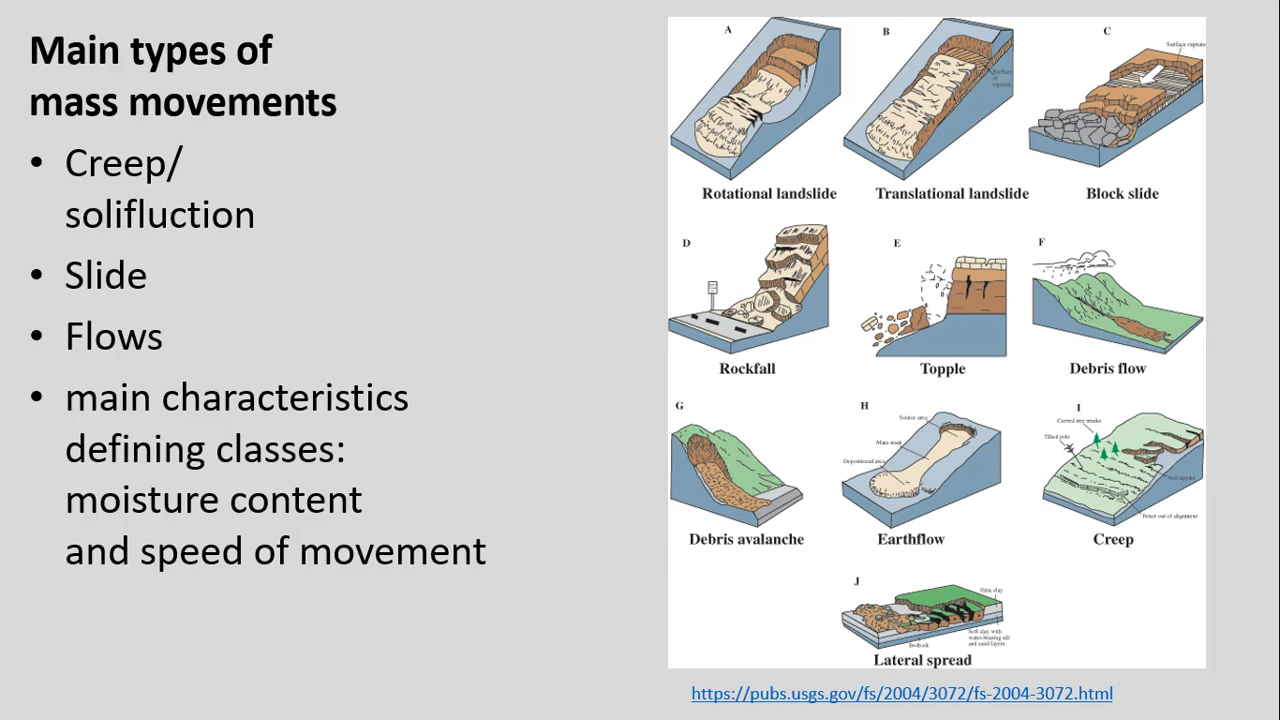 Main types of
mass movements
• Creep/
solifluction
• Slide
• Flows
• main characteristics
defining classes:
moisture content
and speed of movement
A
B
C
Surface rupture
Surface
of
rupture
Rotational landslide
Translational landslide
Block slide
D
E
F
Rockfall
Topple
Debris flow
G
H
I
Source area
Main track
Depositional area
Curved tree trunks
Tilted pole
Soil ripples
Fence out of alignment
Debris avalanche
Earthflow
Creep
J
Firm clay
Soft clay with
water-bearing silt
and sand layers
Bedrock
Lateral spread
https://pubs.usgs.gov/fs/2004/3072/fs-2004-3072.html